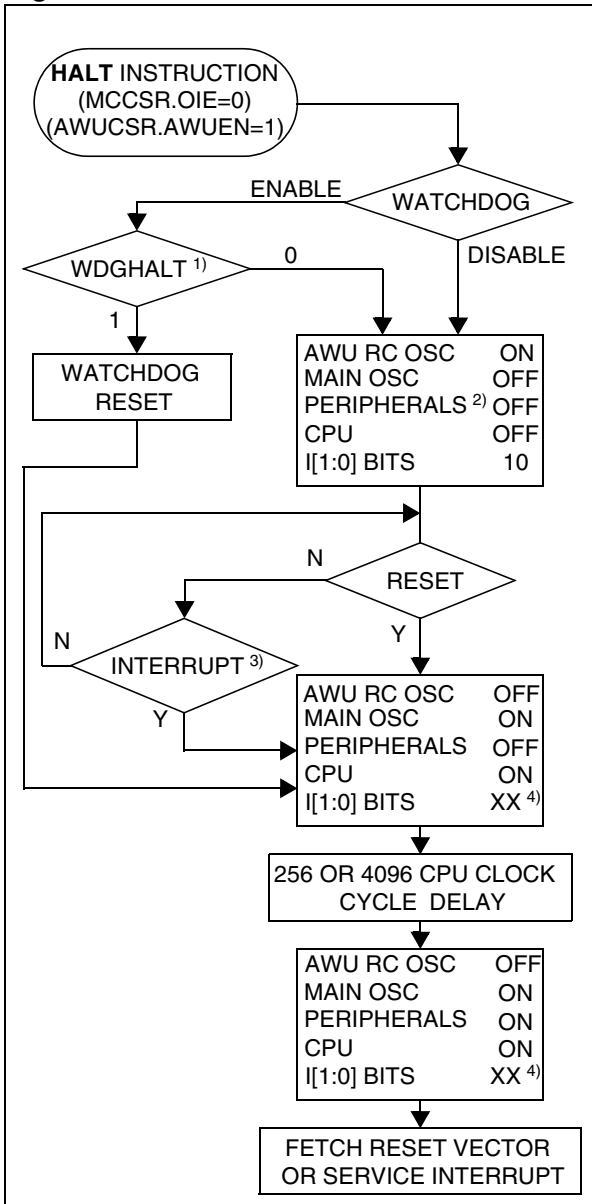 HALT INSTRUCTION
(MCCSR.OIE=0)
(AWUCSR.AWUEN=1)
ENABLE
WATCHDOG
WDGHALT 1)
0
DISABLE
1
WATCHDOG
RESET
AWU RC OSC ON
MAIN OSC OFF
PERIPHERALS 2) OFF
CPU OFF
I[1:0] BITS 10
N
RESET
N
Y
INTERRUPT 3)
Y
AWU RC OSC OFF
MAIN OSC ON
PERIPHERALS OFF
CPU ON
I[1:0] BITS XX 4)
256 OR 4096 CPU CLOCK
CYCLE DELAY
AWU RC OSC OFF
MAIN OSC ON
PERIPHERALS ON
CPU ON
I[1:0] BITS XX 4)
FETCH RESET VECTOR
OR SERVICE INTERRUPT